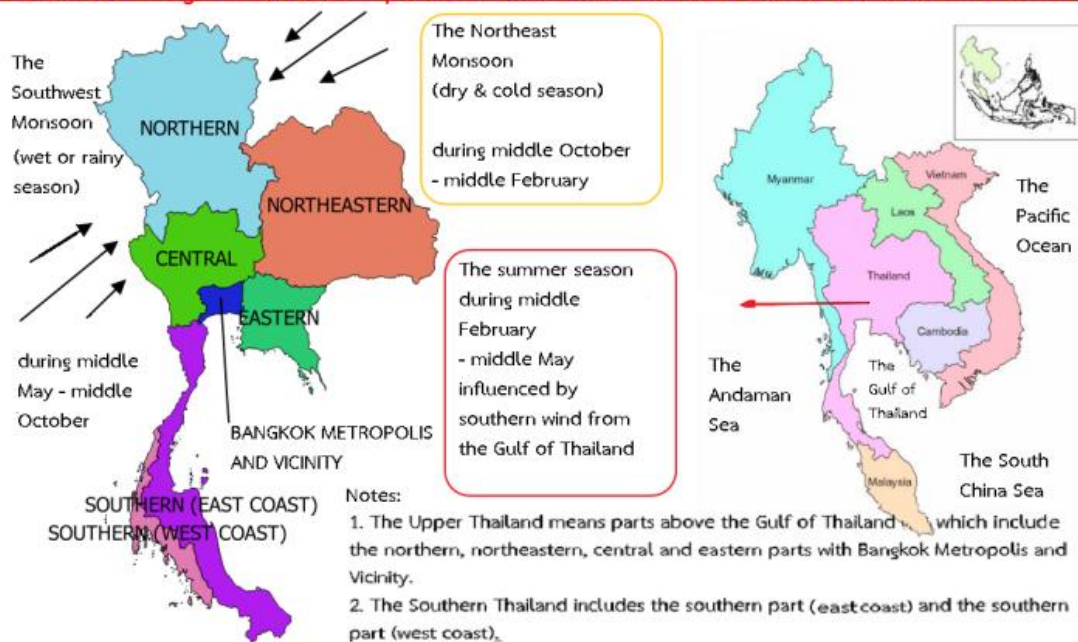 The
Southwest
Monsoon
(wet or rainy
season)
during middle
May - middle
October
NORTHERN
NORTHEASTERN
CENTRAL
EASTERN
BANGKOK METROPOLIS
AND VICINITY
SOUTHERN (EAST COAST)
SOUTHERN (WEST COAST)
The Northeast
Monsoon
(dry & cold season)
during middle October
- middle February
The summer season
during middle
February
- middle May
influenced by
southern wind from
the Gulf of Thailand
Myanmar
Laos
Vietnam
Thailand
Cambodia
Malaysia
The
Pacific
Ocean
The
Andaman
Sea
The
Gulf of
Thailand
The South
China Sea
Notes:
1. The Upper Thailand means parts above the Gulf of Thailand which include
the northern, northeastern, central and eastern parts with Bangkok Metropolis and
Vicinity.
2. The Southern Thailand includes the southern part (east coast) and the southern
part (west coast).